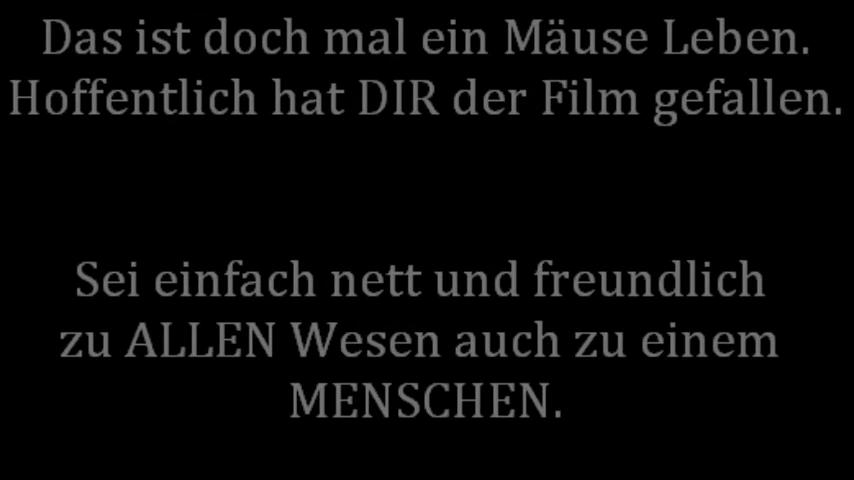 Das ist doch mal ein Mäuse Leben.
Hoffentlich hat DIR der Film gefallen.
Sei einfach nett und freundlich
zu ALLEN Wesen auch zu einem
MENSCHEN.